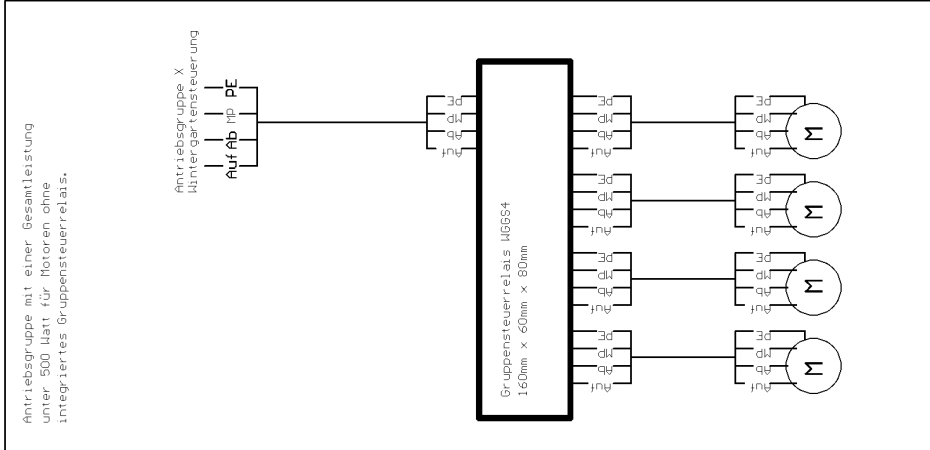 Antriebsgruppe mit einer Gesamtleistung
unter 500 Watt für Motoren ohne
integriertes Gruppensteuerrelais.
Antriebsgruppe X
Wintergartensteuerung
Auf
Ab
MP
PE
PE
MP
Ab
Auf
Gruppensteuerrelais WGGS4
160mm x 60mm x 80mm
PE
MP
Ab
Auf
PE
MP
Ab
Auf
M
PE
MP
Ab
Auf
PE
MP
Ab
Auf
M
PE
MP
Ab
Auf
PE
MP
Ab
Auf
M
PE
MP
Ab
Auf
PE
MP
Ab
Auf
M